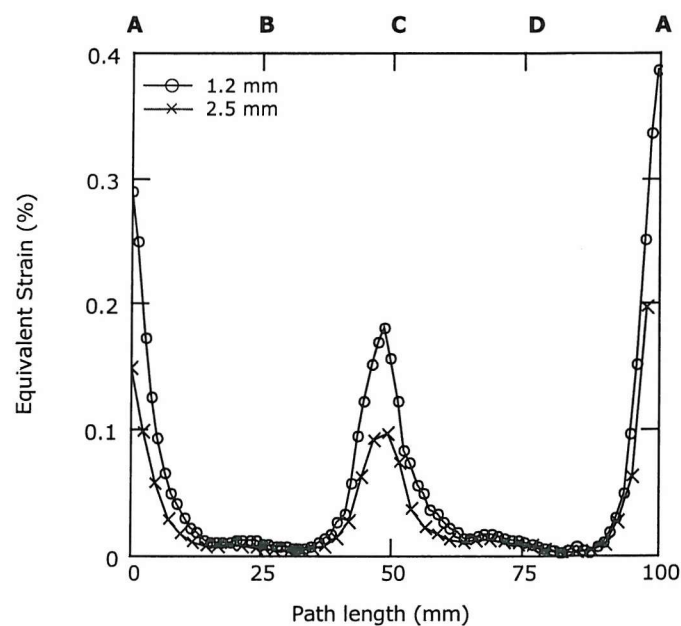 A B C D A
0.4
1.2 mm
2.5 mm
0.3
0.2
0.1
0
0 25 50 75 100
Equivalent Strain (%)
Path length (mm)